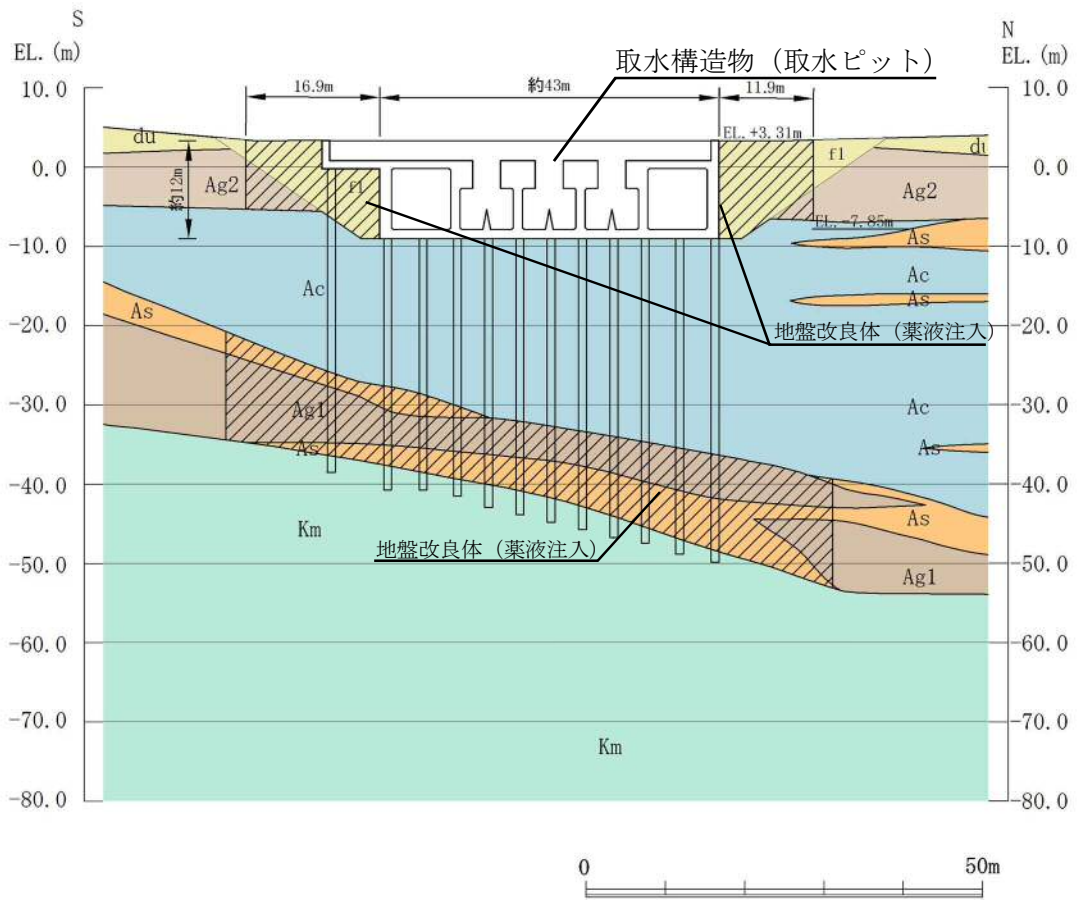 S
N
EL. (m)
EL. (m)
取水構造物（取水ピット）
10.0
16.9m
約43m
11.9m
10.0
EL. +3.31m
du
f1
du
0.0
0.0
約12m
Ag2
f1
Ag2
EL. -7.85m
As
-10.0
-10.0
Ac
Ac
As
As
-20.0
地盤改良体（薬液注入）
-20.0
-30.0
Ag1
Ac
-30.0
As
As
-40.0
-40.0
As
Km
地盤改良体（薬液注入）
-50.0
Ag1
-50.0
-60.0
-60.0
-70.0
Km
-70.0
-80.0
-80.0
0
50m